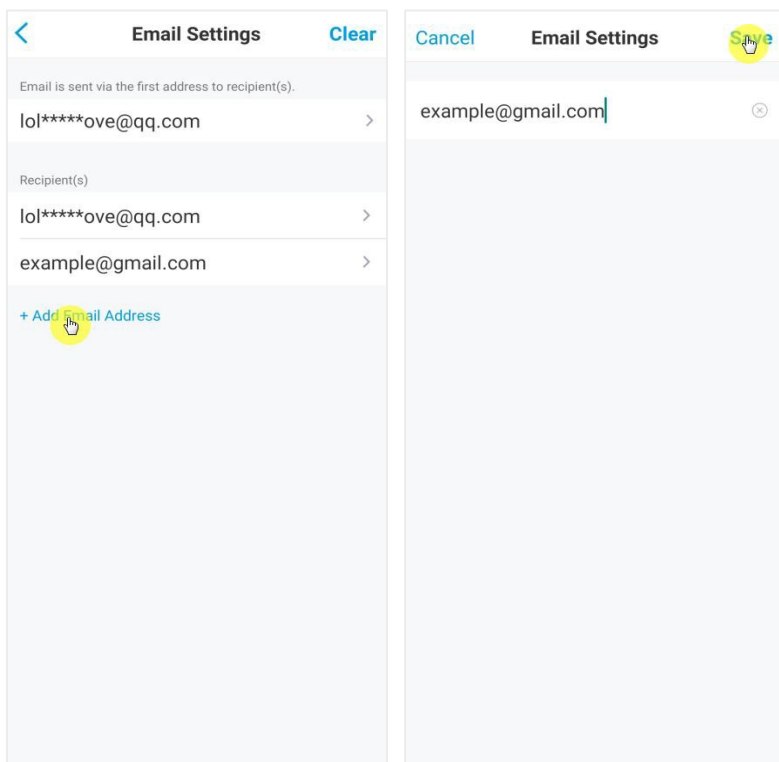 Email Settings
Clear
Email is sent via the first address to recipient(s).
lol*****ove@qq.com
Recipient(s)
lol*****ove@qq.com
example@gmail.com
+ Add Email Address
Cancel
Email Settings
Save
example@gmail.com